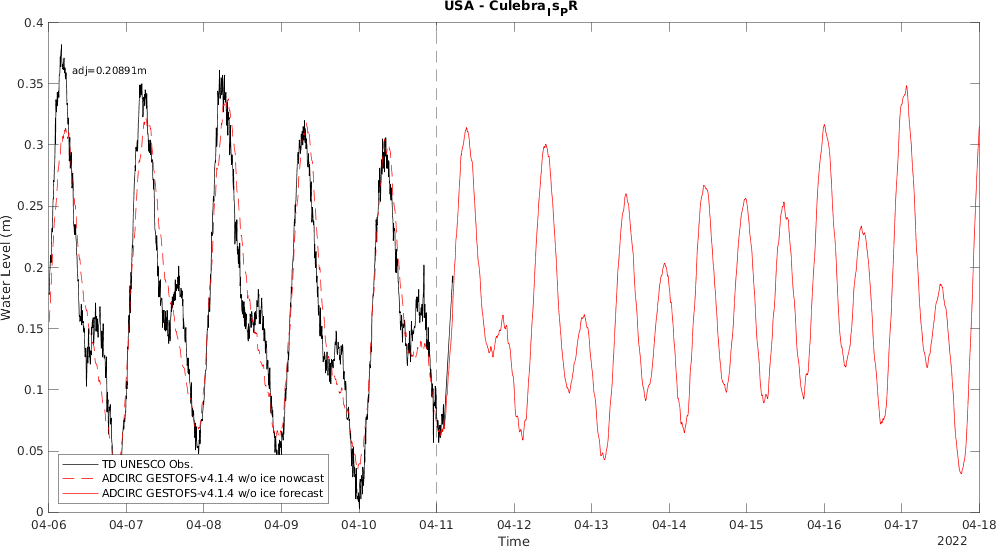 USA - Culebra_Is_PR
0.4
0.35
0.3
0.25
0.2
0.15
0.1
0.05
0
Water Level (m)
adj=0.20891m
TD UNESCO Obs.
ADCIRC GESTOFS-v4.1.4 w/o ice nowcast
ADCIRC GESTOFS-v4.1.4 w/o ice forecast
04-06 04-07 04-08 04-09 04-10 04-11 04-12 04-13 04-14 04-15 04-16 04-17 04-18
Time
2022